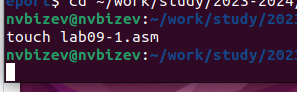 eport$ cd ~/work/study/2023-2024/
nvbizev@nvbizev:~/work/study/2023
touch lab09-1.asm
nvbizev@nvbizev:~/work/study/2023